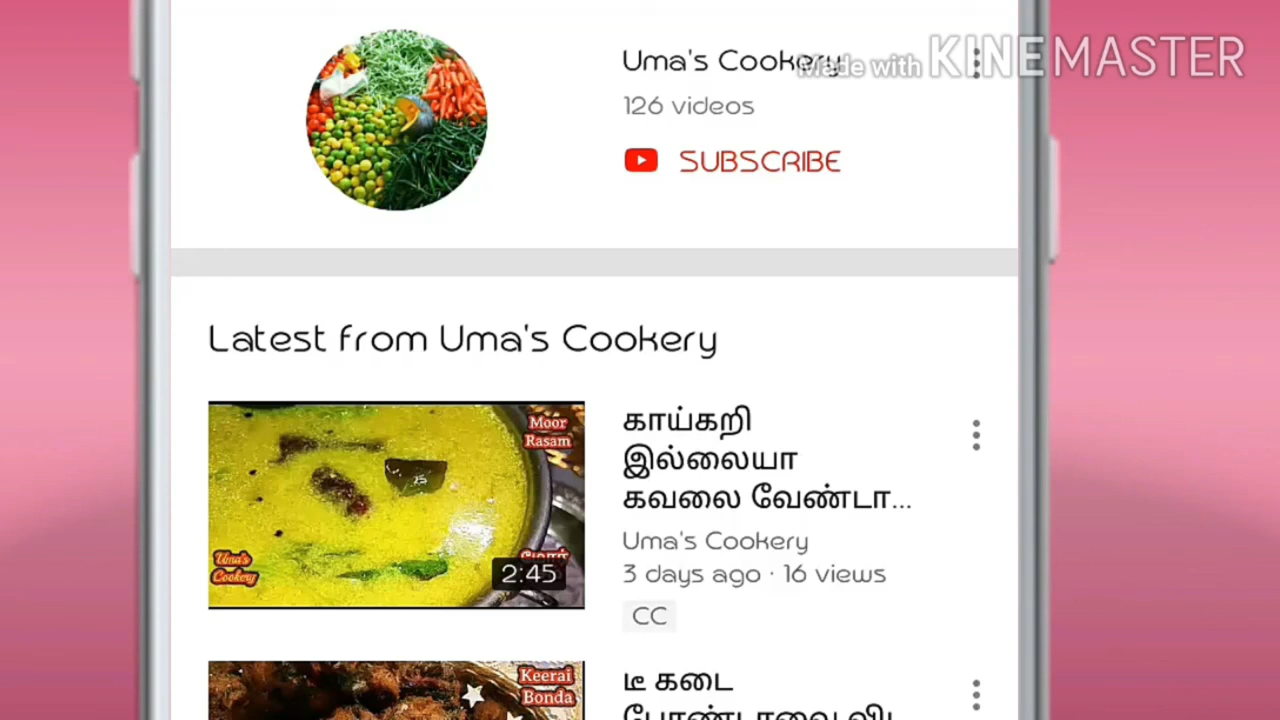 Uma's Cookery
Made with KINEMASTER
126 videos
SUBSCRIBE
Latest from Uma's Cookery
Moor
Rasam
Uma's
Cookery
மோர்
2:45
காய்கறி
இல்லையா
கவலை வேண்டா...
Uma's Cookery
3 days ago · 16 views
CC
Keerai
Bonda
டீ கடை